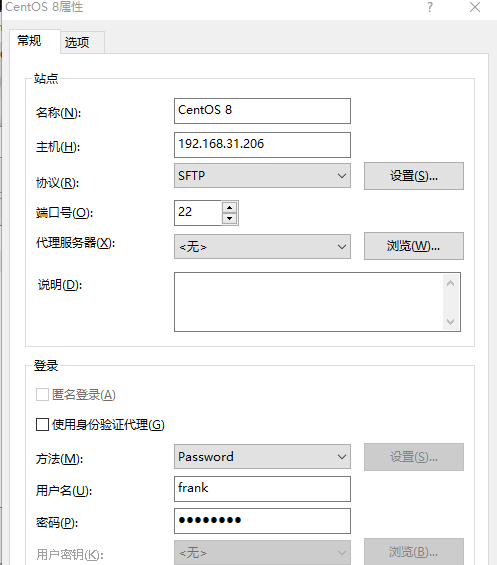 CentOS 8属性
常规 选项
站点
名称(N): CentOS 8
主机(H): 192.168.31.206
协议(R): SFTP 设置(S)...
端口号(O): 22
代理服务器(X): <无> 浏览(W)...
说明(D):
登录
匿名登录(A)
使用身份验证代理(G)
方法(M): Password 设置(S)...
用户名(U): frank
密码(P): ●●●●●●●●
用户密钥(K): <无> 浏览(B)...